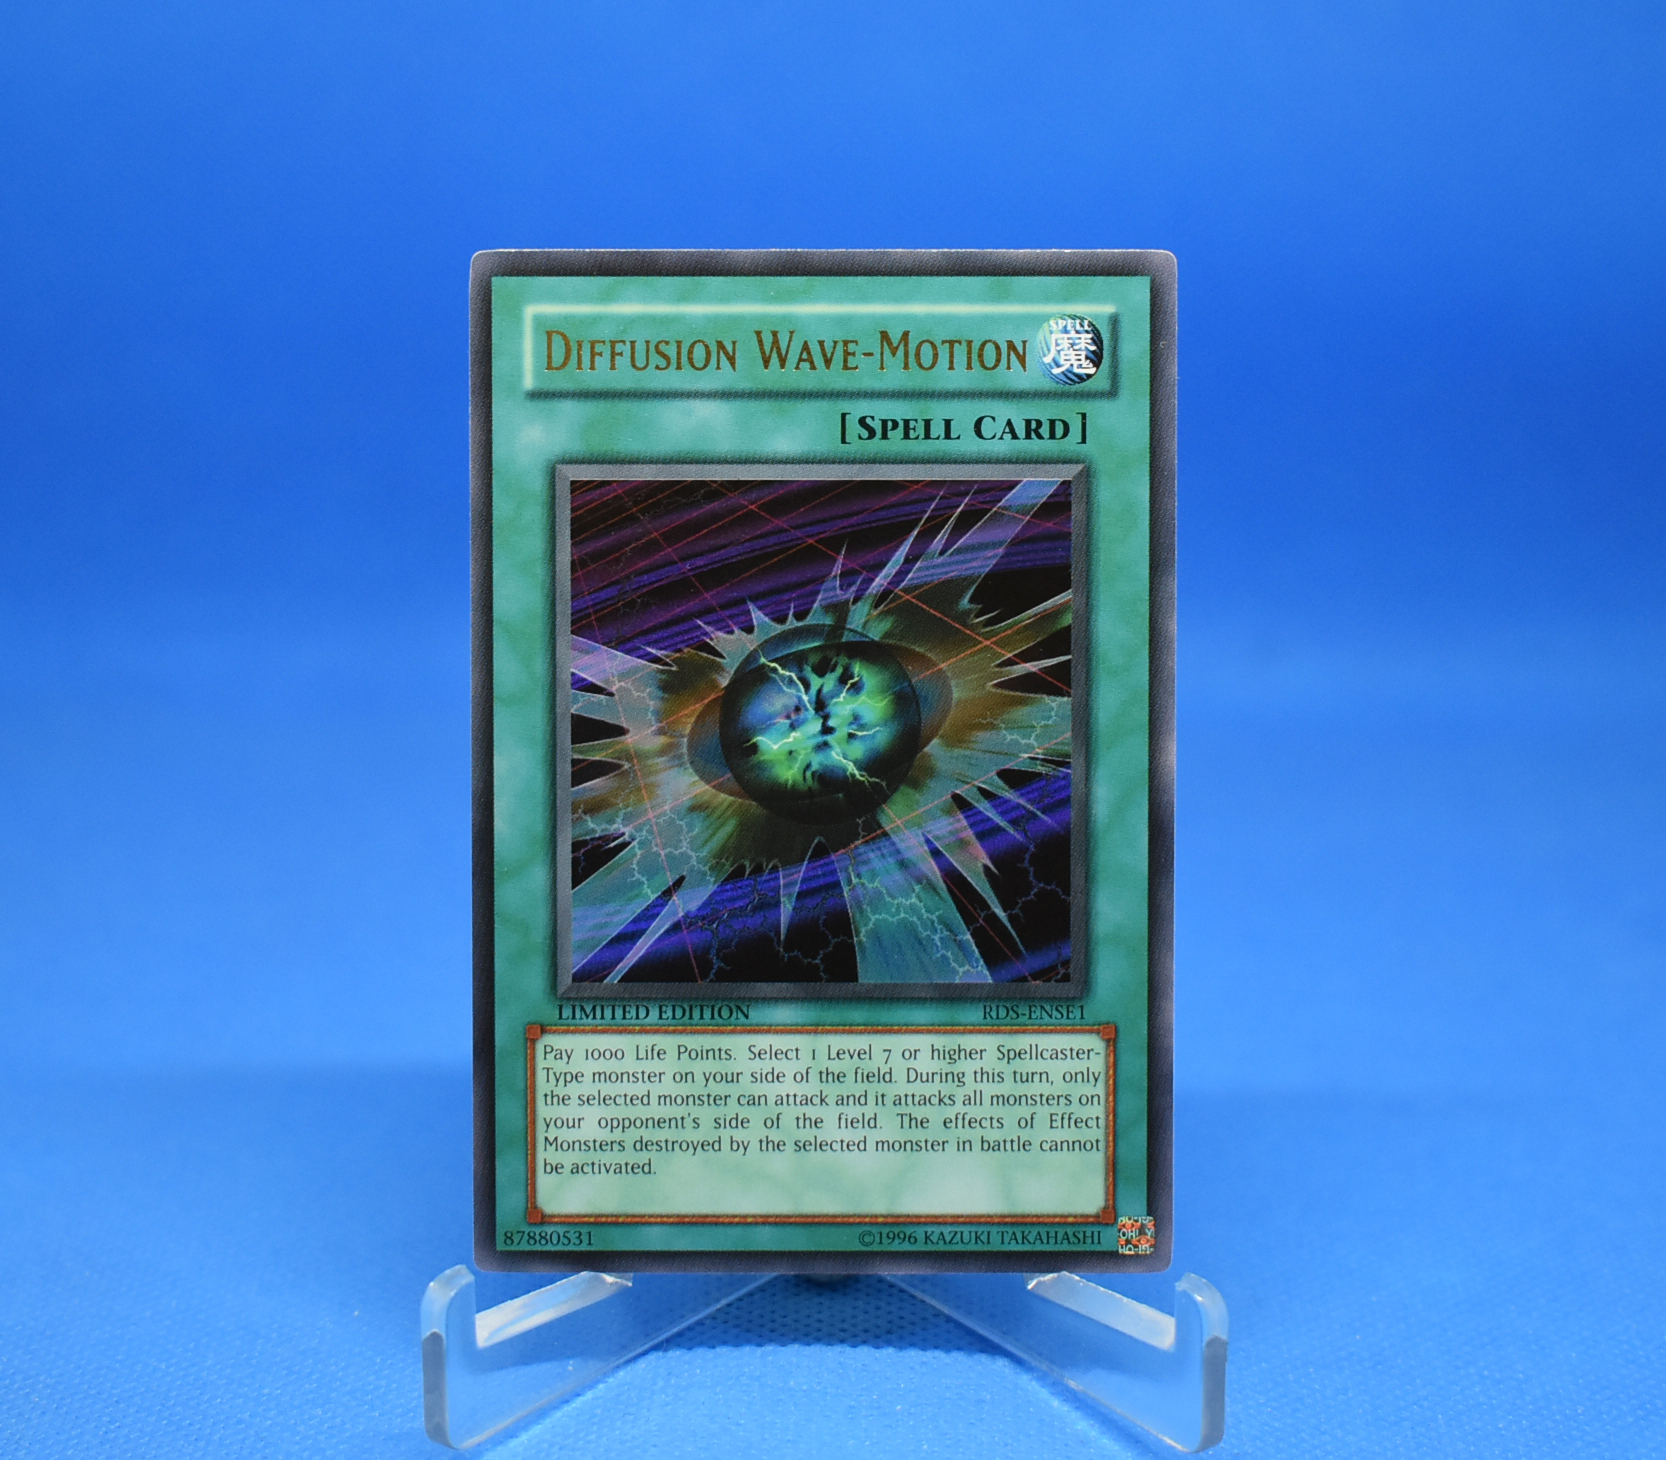 DIFFUSION WAVE-MOTION
SPELL
魔
[SPELL CARD]
LIMITED EDITION
RDS-ENSE1
Pay 1000 Life Points. Select 1 Level 7 or higher Spellcaster-
Type monster on your side of the field. During this turn, only
the selected monster can attack and it attacks all monsters on
your opponent's side of the field. The effects of Effect
Monsters destroyed by the selected monster in battle cannot
be activated.
87880531
©1996 KAZUKI TAKAHASHI